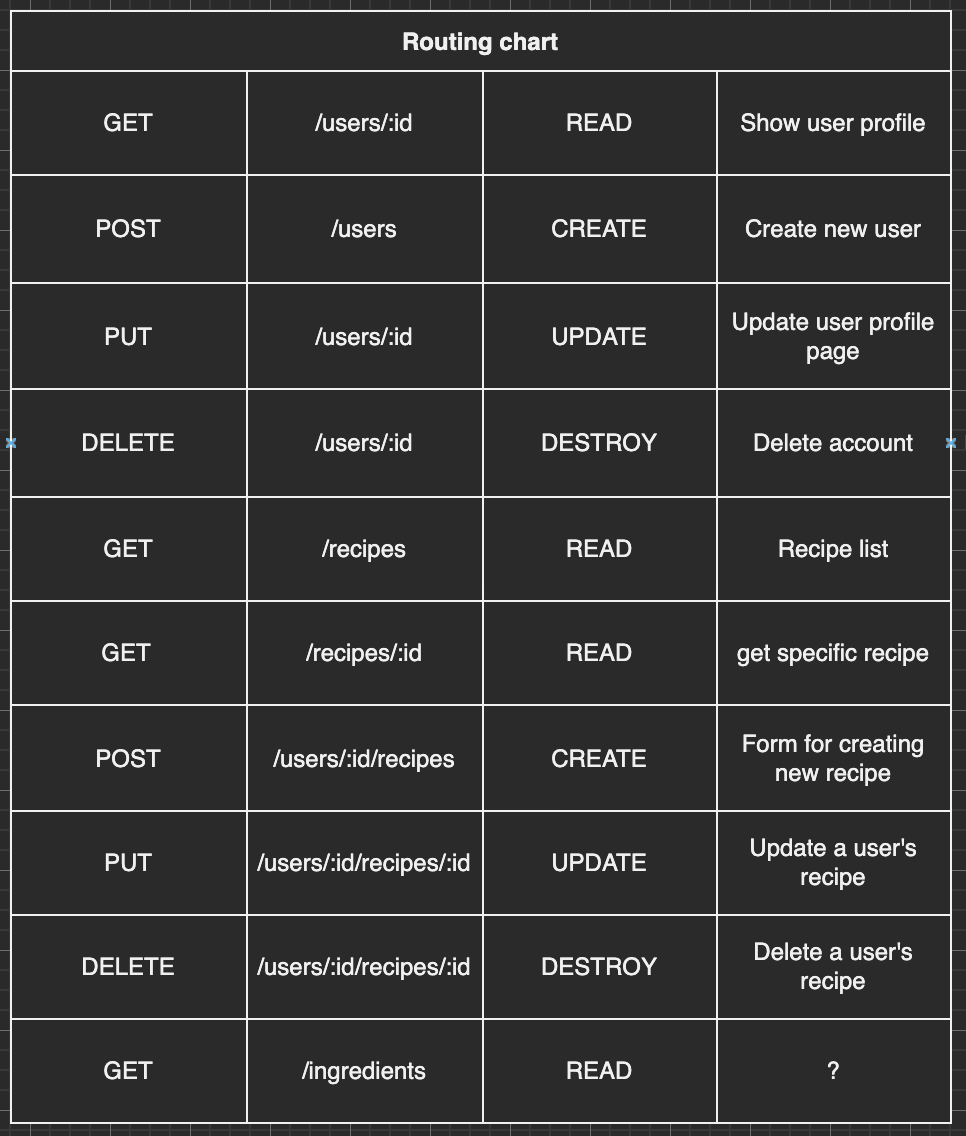 Routing chart
GET /users/:id READ Show user profile
POST /users CREATE Create new user
PUT /users/:id UPDATE Update user profile
page
DELETE /users/:id DESTROY Delete account
GET /recipes READ Recipe list
GET /recipes/:id READ get specific recipe
POST /users/:id/recipes CREATE Form for creating
new recipe
PUT /users/:id/recipes/:id UPDATE Update a user's
recipe
DELETE /users/:id/recipes/:id DESTROY Delete a user's
recipe
GET /ingredients READ ?